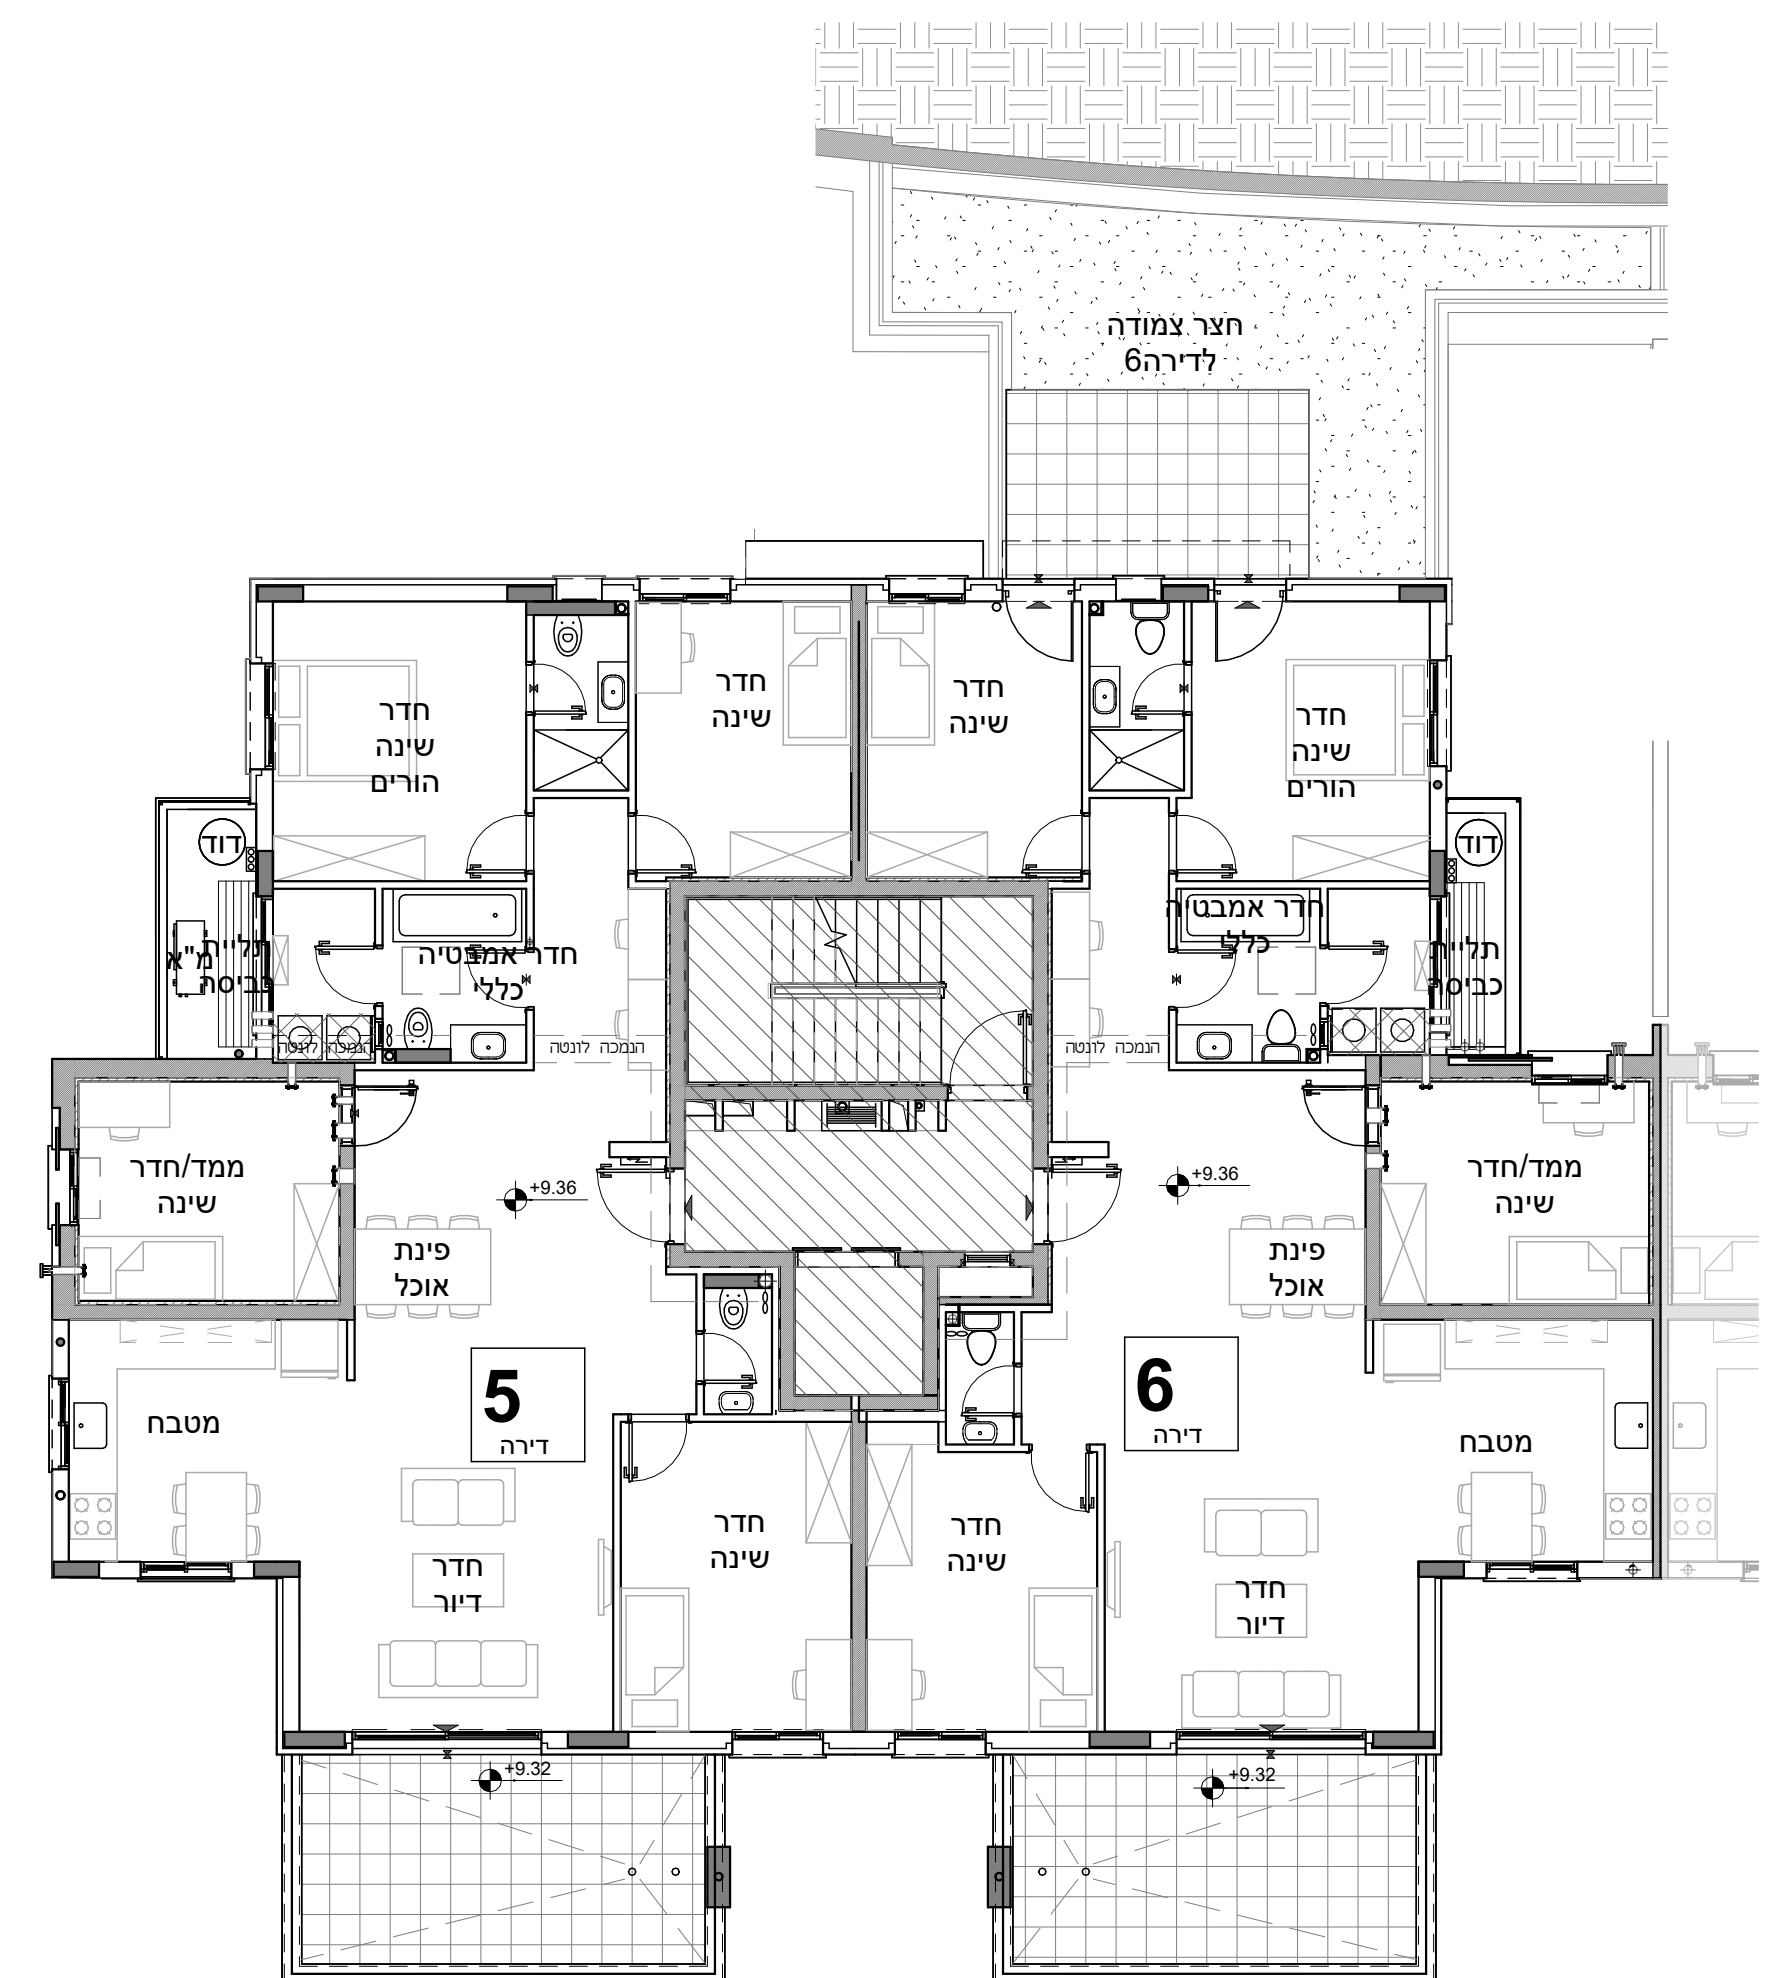 חצר צמודה
לדירה6
חדר
שינה
הורים
חדר
שינה
חדר
שינה
חדר
שינה
הורים
דוד
דוד
תליית
כביסה
מ"א
חדר אמבטיה
כללי
חדר אמבטיה
כללי
תליית
כביסה
הנמכה לונטה
הנמכה לונטה
הנמכה לונטה
ממד/חדר
שינה
+9.36
+9.36
ממד/חדר
שינה
פינת
אוכל
פינת
אוכל
5
דירה
6
דירה
מטבח
מטבח
חדר
דיור
חדר
שינה
חדר
שינה
חדר
דיור
+9.32
+9.32